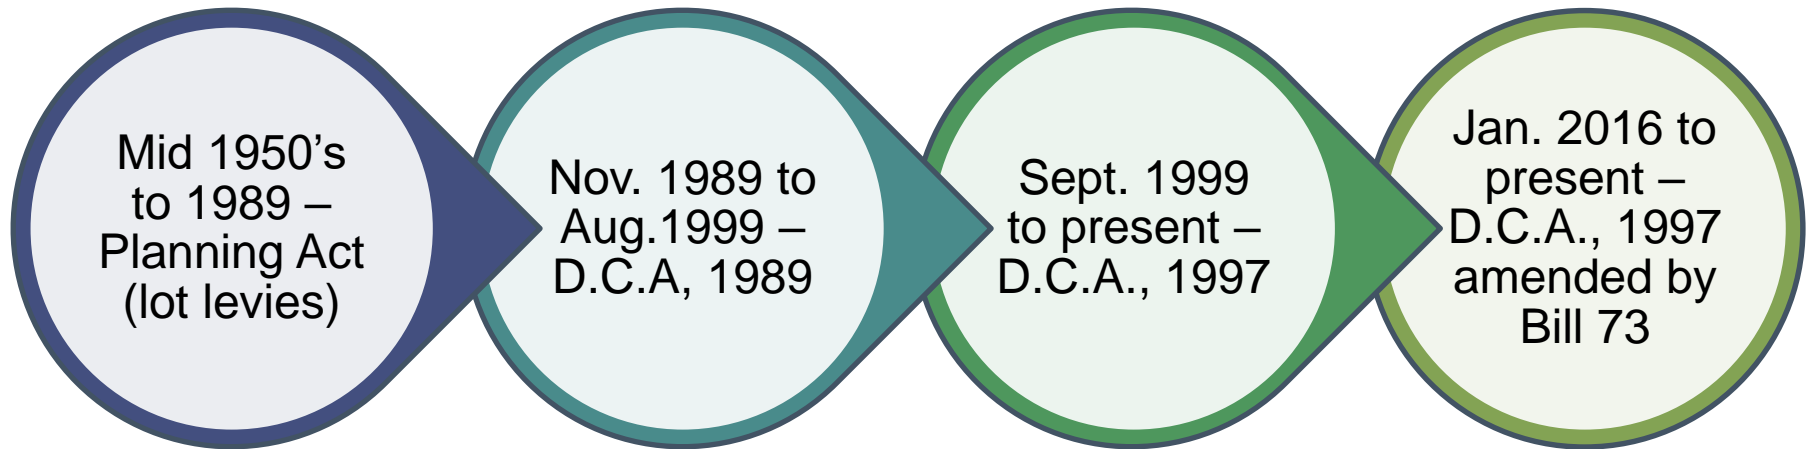 Mid 1950’s
to 1989 –
Planning Act
(lot levies)
Nov. 1989 to
Aug.1999 –
D.C.A, 1989
Sept. 1999
to present –
D.C.A., 1997
Jan. 2016 to
present –
D.C.A., 1997
amended by
Bill 73